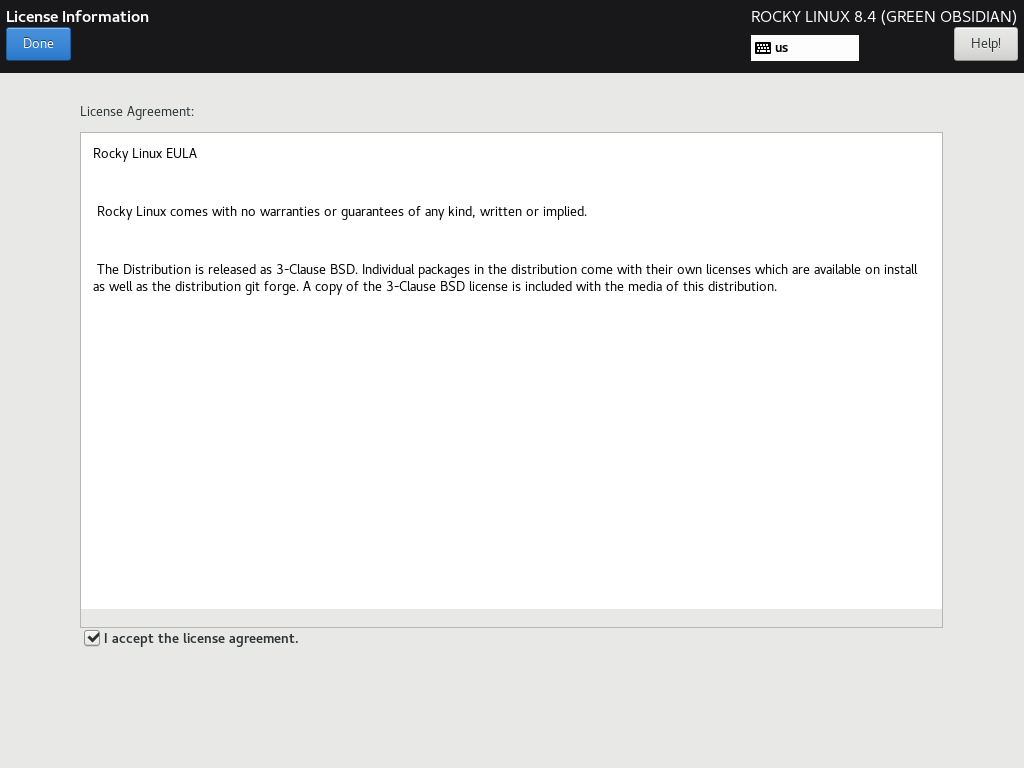 License Information
ROCKY LINUX 8.4 (GREEN OBSIDIAN)
Done
us
Help!
License Agreement:
Rocky Linux EULA
Rocky Linux comes with no warranties or guarantees of any kind, written or implied.
The Distribution is released as 3-Clause BSD. Individual packages in the distribution come with their own licenses which are available on install
as well as the distribution git forge. A copy of the 3-Clause BSD license is included with the media of this distribution.
I accept the license agreement.